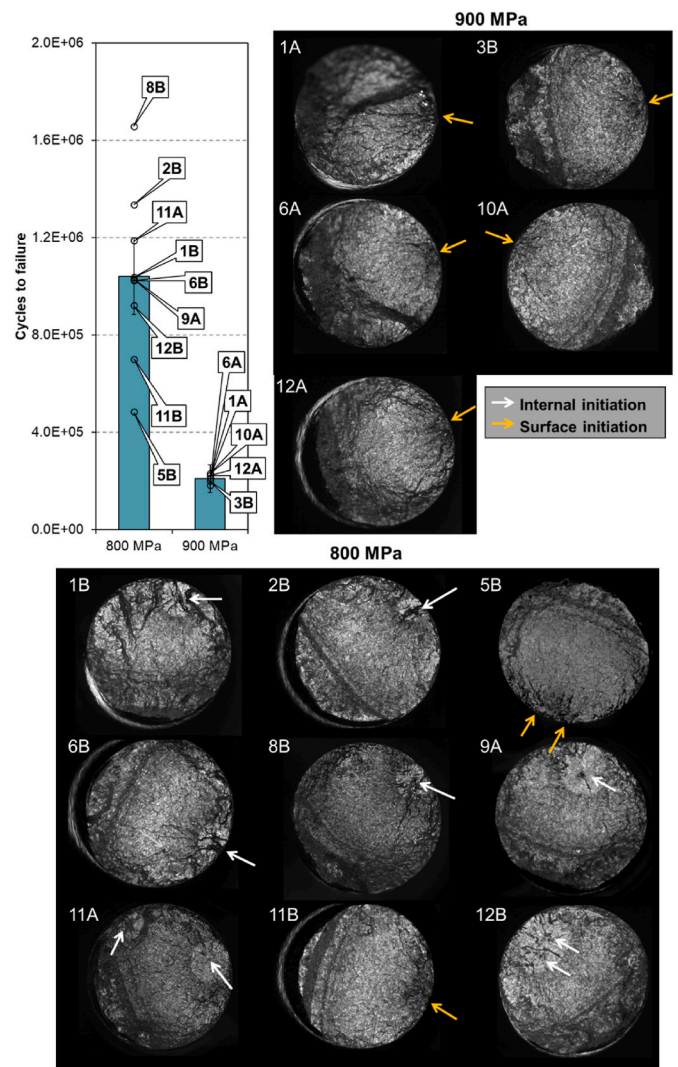 900 MPa
2.0E+06
1.6E+06
1.2E+06
8.0E+05
4.0E+05
0.0E+00
Cycles to failure
8B
2B
11A
1B
6B
9A
12B
11B
5B
6A
1A
10A
12A
3B
800 MPa
900 MPa
1A
3B
6A
10A
12A
Internal initiation
Surface initiation
800 MPa
1B
2B
5B
6B
8B
9A
11A
11B
12B